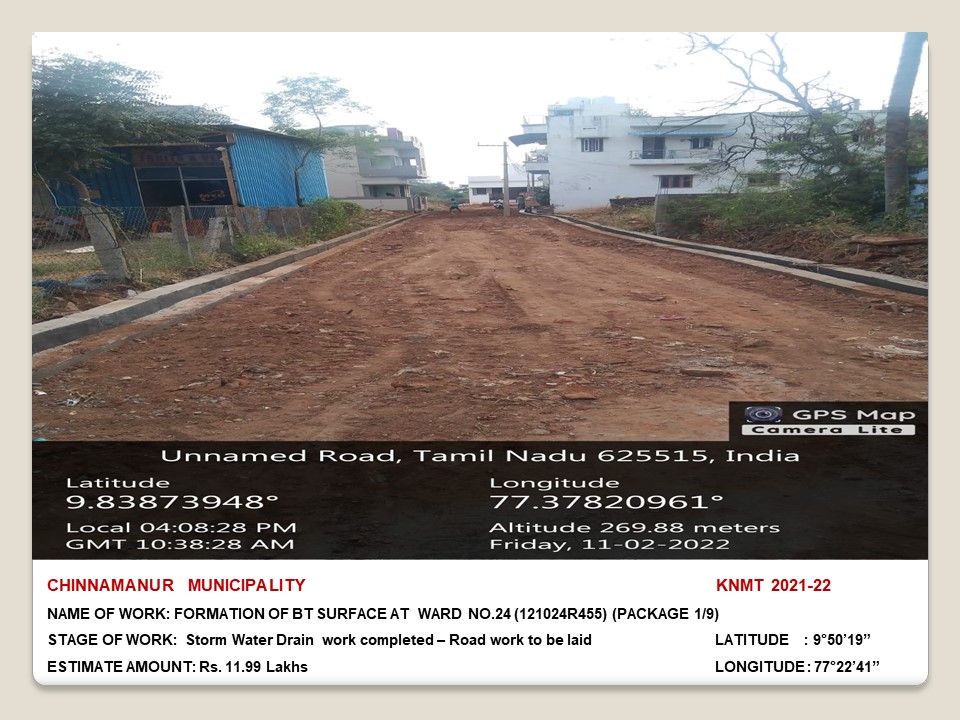 GPS Map
Camera Lite
Unnamed Road, Tamil Nadu 625515, India
Latitude Longitude
9.83873948° 77.37820961°
Local 04:08:28 PM Altitude 269.88 meters
GMT 10:38:28 AM Friday, 11-02-2022
CHINNAMANUR MUNICIPALITY KNMT 2021-22
NAME OF WORK: FORMATION OF BT SURFACE AT WARD NO.24 (121024R455) (PACKAGE 1/9)
STAGE OF WORK: Storm Water Drain work completed – Road work to be laid LATITUDE : 9°50’19”
ESTIMATE AMOUNT: Rs. 11.99 Lakhs LONGITUDE: 77°22’41”